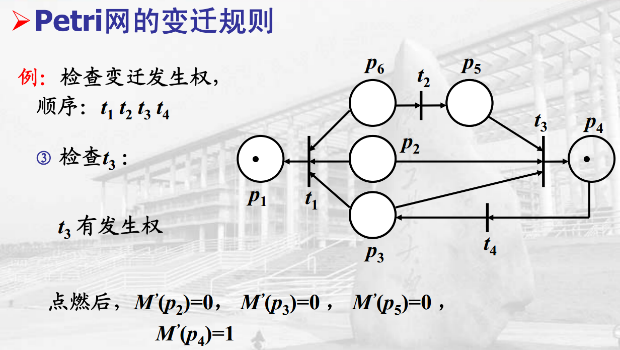 ➢Petri网的变迁规则
例：检查变迁发生权，
顺序：t1 t2 t3 t4
③ 检查t3：
t3 有发生权
点燃后，M’(p2)=0， M’(p3)=0 ， M’(p5)=0 ，
M’(p4)=1
p6
t2
p5
t3
p4
p2
p1
t1
p3
t4